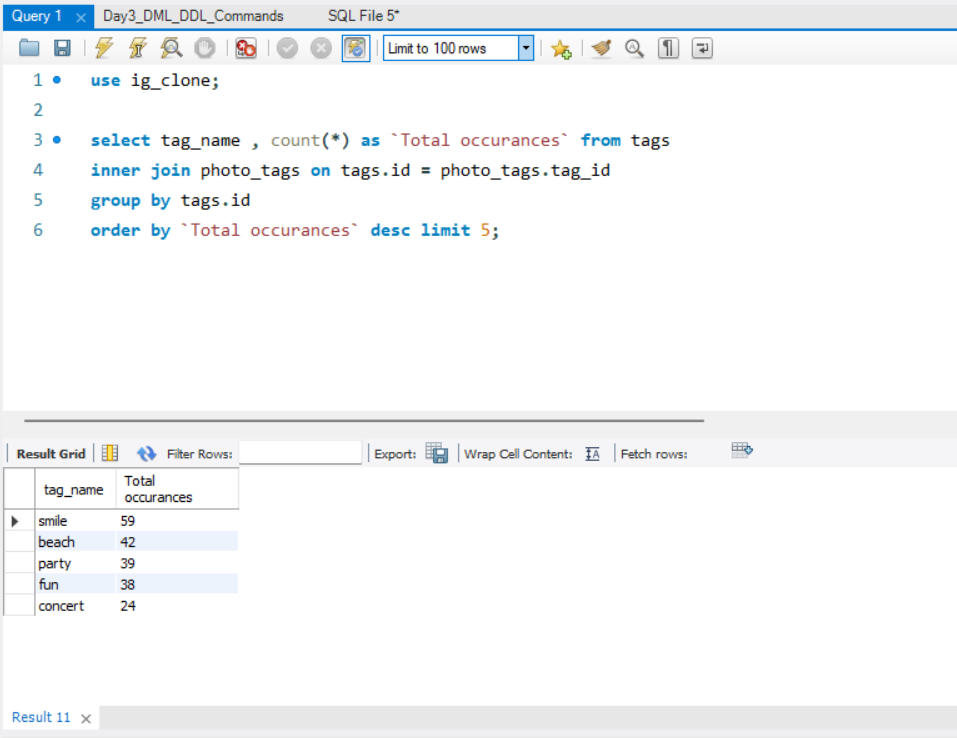 Query 1 Day3_DML_DDL_Commands SQL File 5*
Limit to 100 rows
1 use ig_clone;
2
3 select tag_name , count(*) as `Total occurances` from tags
4 inner join photo_tags on tags.id = photo_tags.tag_id
5 group by tags.id
6 order by `Total occurances` desc limit 5;
Result Grid Filter Rows: Export: Wrap Cell Content: Fetch rows:
tag_name Total
occurances
smile 59
beach 42
party 39
fun 38
concert 24
Result 11